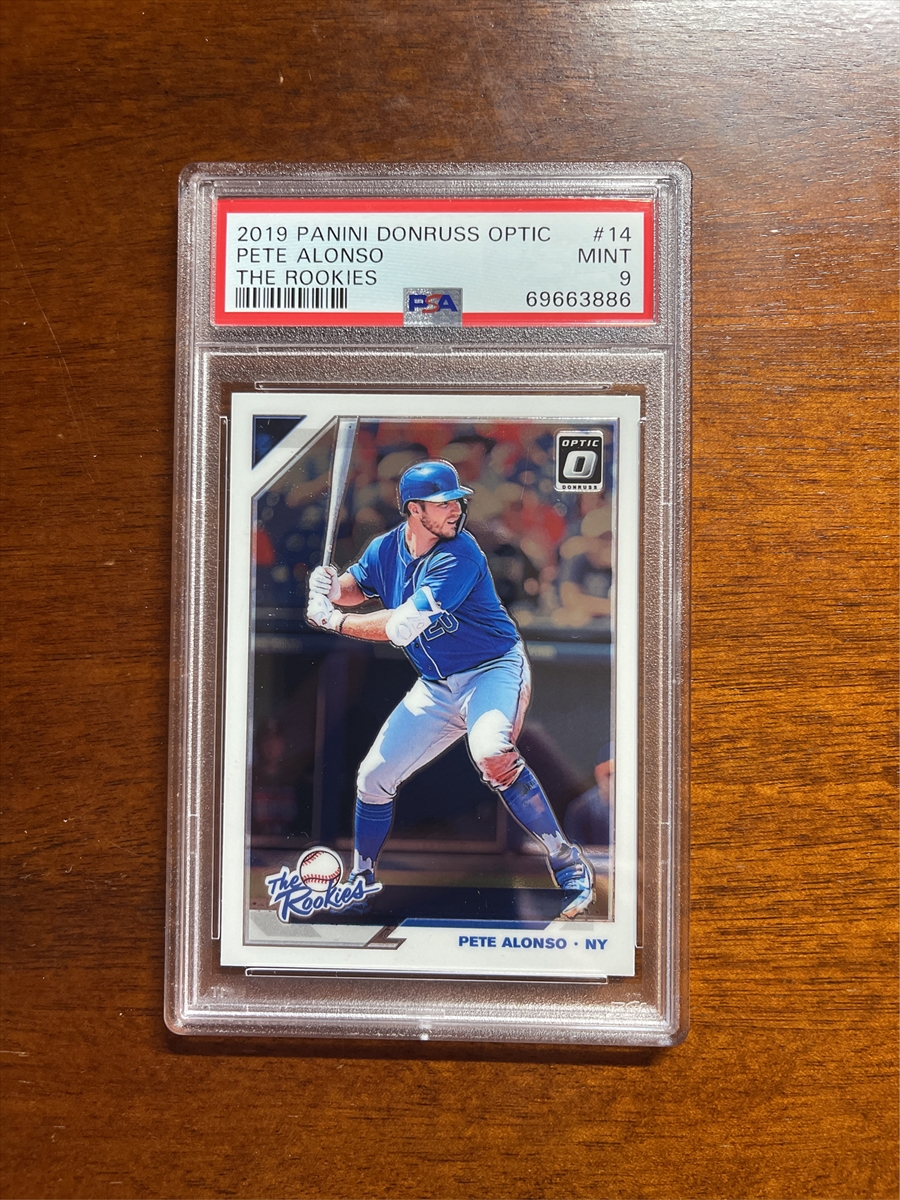 2019 PANINI DONRUSS OPTIC #14
PETE ALONSO MINT
THE ROOKIES 9
PSA 69663886
OPTIC
O
DONRUSS
20
The
Rookies
PETE ALONSO • NY